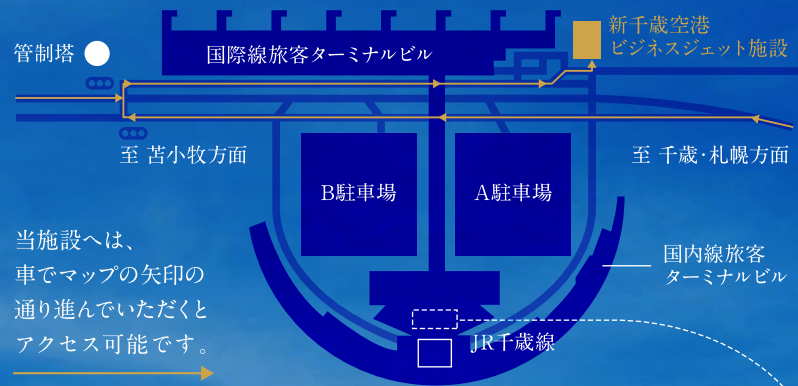 新千歳空港
ビジネスジェット施設
管制塔
国際線旅客ターミナルビル
至 苫小牧方面
至 千歳・札幌方面
B駐車場
A駐車場
当施設へは、
車でマップの矢印の
通り進んでいただくと
アクセス可能です。
国内線旅客
ターミナルビル
JR千歳線